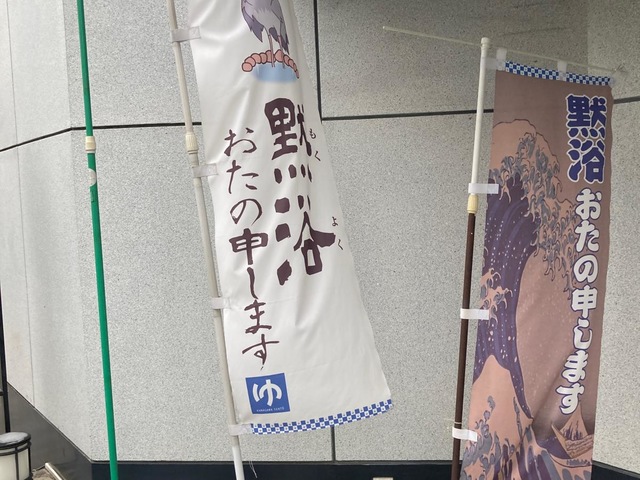 黙浴
もく
よく
おたの申します
ゆ
黙浴
おたの申します